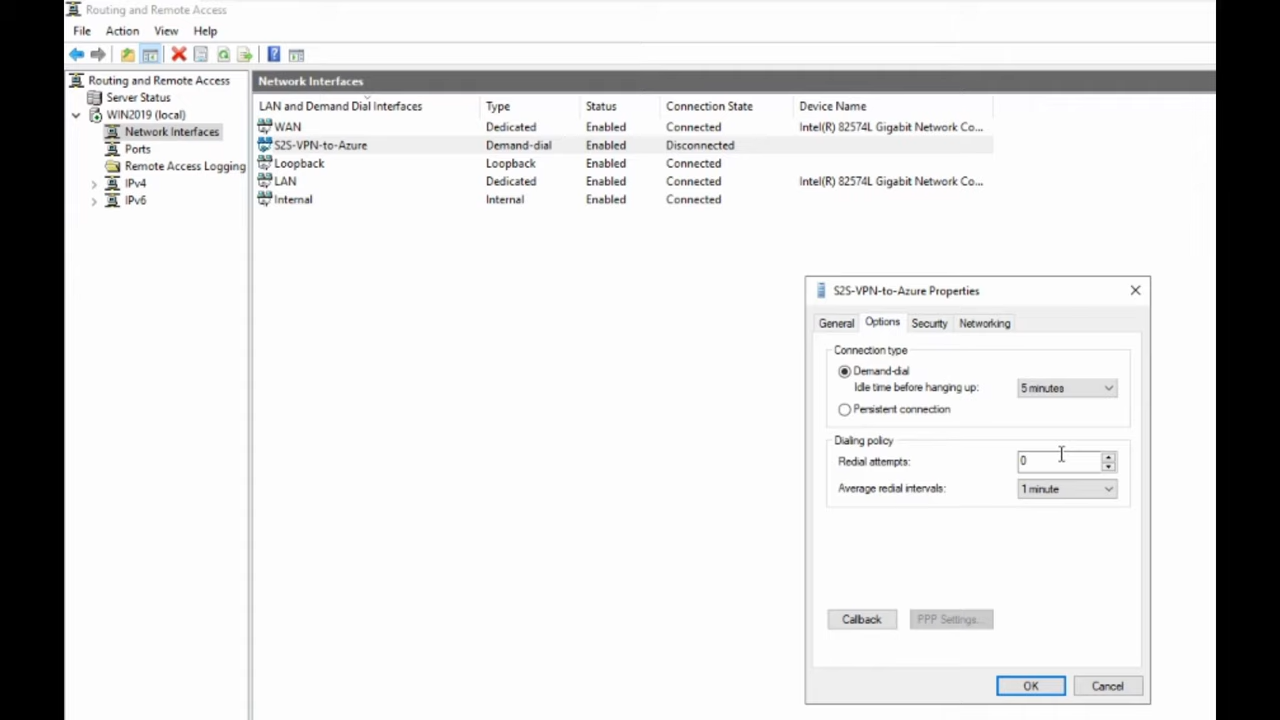 Routing and Remote Access
File Action View Help
Routing and Remote Access
Server Status
WIN2019 (local)
Network Interfaces
Ports
Remote Access Logging
IPv4
IPv6
Network Interfaces
LAN and Demand Dial Interfaces Type Status Connection State Device Name
WAN Dedicated Enabled Connected Intel(R) 82574L Gigabit Network Co...
S2S-VPN-to-Azure Demand-dial Enabled Disconnected
Loopback Loopback Enabled Connected
LAN Dedicated Enabled Connected Intel(R) 82574L Gigabit Network Co...
Internal Internal Enabled Connected
S2S-VPN-to-Azure Properties
General Options Security Networking
Connection type
Demand-dial
Idle time before hanging up: 5 minutes
Persistent connection
Dialing policy
Redial attempts: 0
Average redial intervals: 1 minute
Callback PPP Settings...
OK Cancel